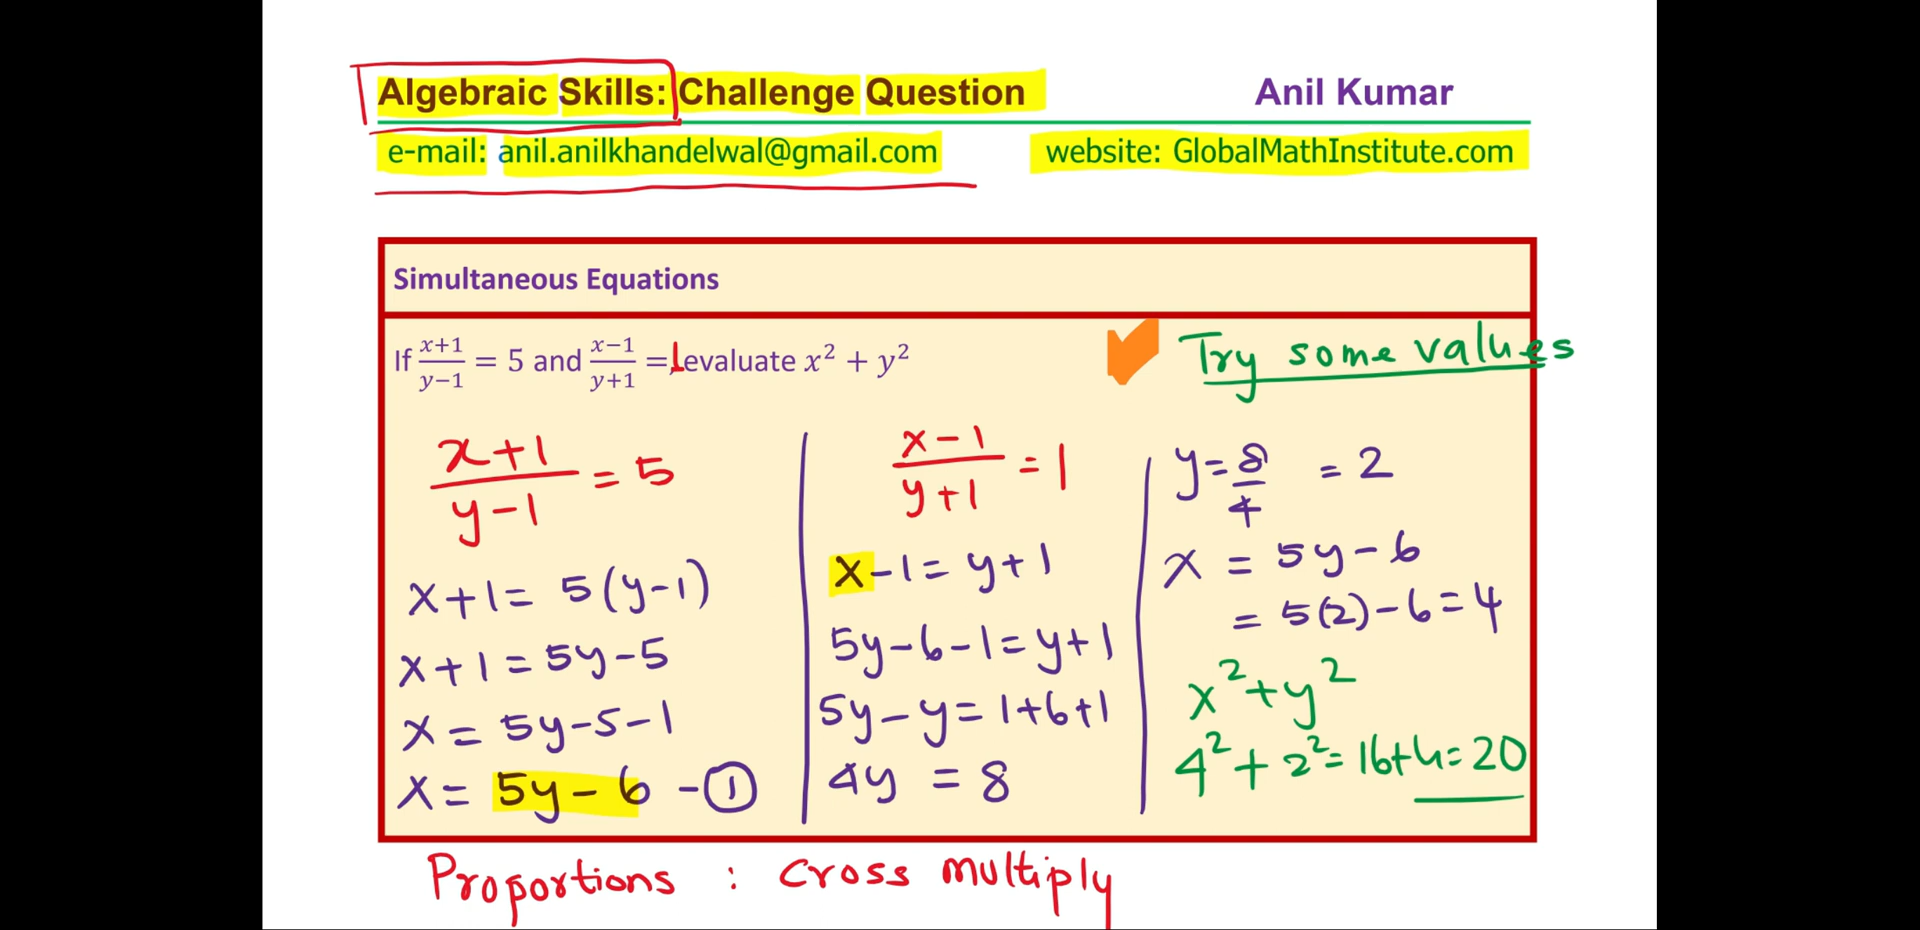 Algebraic Skills: Challenge Question Anil Kumar
e-mail: anil.anilkhandelwal@gmail.com website: GlobalMathInstitute.com
Simultaneous Equations
If (x+1)/(y−1) = 5 and (x−1)/(y+1) = 1, evaluate x² + y²
Try some values
(x+1)/(y-1) = 5
x+1= 5(y-1)
x+1=5y-5
x= 5y-5-1
x= 5y-6 -①
(x-1)/(y+1) = 1
x-1= y+1
5y-6-1=y+1
5y-y=1+6+1
4y = 8
y=8/4 = 2
x = 5y-6
= 5(2)-6=4
x²+y²
4²+2²=16+4=20
Proportions : Cross multiply